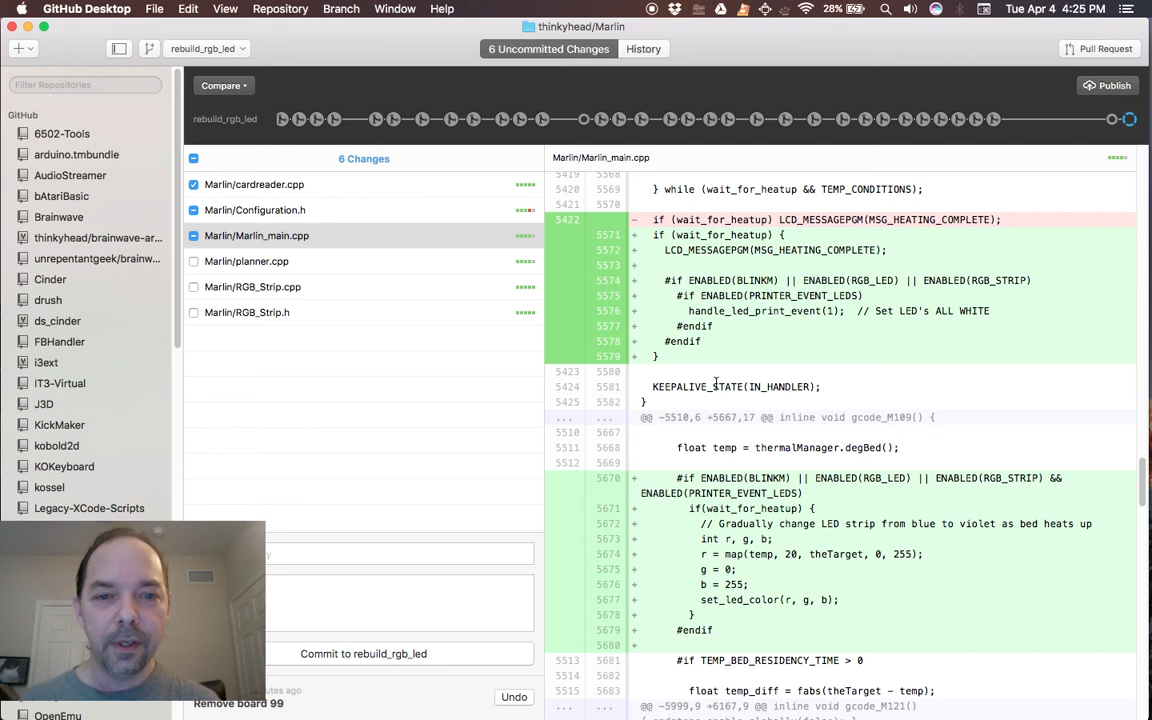 GitHub Desktop File Edit View Repository Branch Window Help 28% Tue Apr 4 4:25 PM
thinkyhead/Marlin
rebuild_rgb_led 6 Uncommitted Changes History Pull Request
Filter Repositories Compare Publish
rebuild_rgb_led
GitHub
6502-Tools
arduino.tmbundle
AudioStreamer
bAtariBasic
Brainwave
thinkyhead/brainwave-ar...
unrepentantgeek/brainw...
Cinder
drush
ds_cinder
FBHandler
i3ext
IT3-Virtual
J3D
KickMaker
kobold2d
KOKeyboard
kossel
Legacy-XCode-Scripts
OpenEmu
6 Changes
Marlin/cardreader.cpp
Marlin/Configuration.h
Marlin/Marlin_main.cpp
Marlin/planner.cpp
Marlin/RGB_Strip.cpp
Marlin/RGB_Strip.h
Commit to rebuild_rgb_led
Remove board 99
Undo
Marlin/Marlin_main.cpp
5419 5568
5420 5569 } while (wait_for_heatup && TEMP_CONDITIONS);
5421 5570
5422 - if (wait_for_heatup) LCD_MESSAGEPGM(MSG_HEATING_COMPLETE);
5571 + if (wait_for_heatup) {
5572 + LCD_MESSAGEPGM(MSG_HEATING_COMPLETE);
5573 +
5574 + #if ENABLED(BLINKM) || ENABLED(RGB_LED) || ENABLED(RGB_STRIP)
5575 + #if ENABLED(PRINTER_EVENT_LEDS)
5576 + handle_led_print_event(1); // Set LED's ALL WHITE
5577 + #endif
5578 + #endif
5579 + }
5423 5580
5424 5581 KEEPALIVE_STATE(IN_HANDLER);
5425 5582 }
... ... @@ -5510,6 +5667,17 @@ inline void gcode_M109() {
5510 5667
5511 5668 float temp = thermalManager.degBed();
5512 5669
5670 + #if ENABLED(BLINKM) || ENABLED(RGB_LED) || ENABLED(RGB_STRIP) &&
ENABLED(PRINTER_EVENT_LEDS)
5671 + if(wait_for_heatup) {
5672 + // Gradually change LED strip from blue to violet as bed heats up
5673 + int r, g, b;
5674 + r = map(temp, 20, theTarget, 0, 255);
5675 + g = 0;
5676 + b = 255;
5677 + set_led_color(r, g, b);
5678 + }
5679 + #endif
5680 +
5513 5681 #if TEMP_BED_RESIDENCY_TIME > 0
5514 5682
5515 5683 float temp_diff = fabs(theTarget - temp);
... ... @@ -5999,9 +6167,9 @@ inline void gcode_M121()